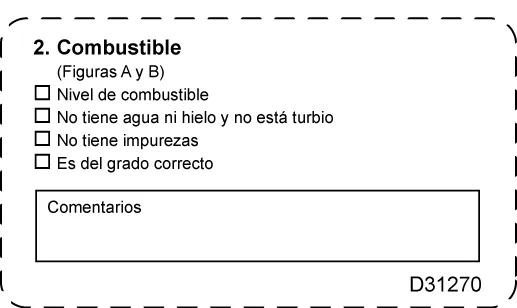 2. Combustible
(Figuras A y B)
Nivel de combustible
No tiene agua ni hielo y no está turbio
No tiene impurezas
Es del grado correcto
Comentarios
D31270